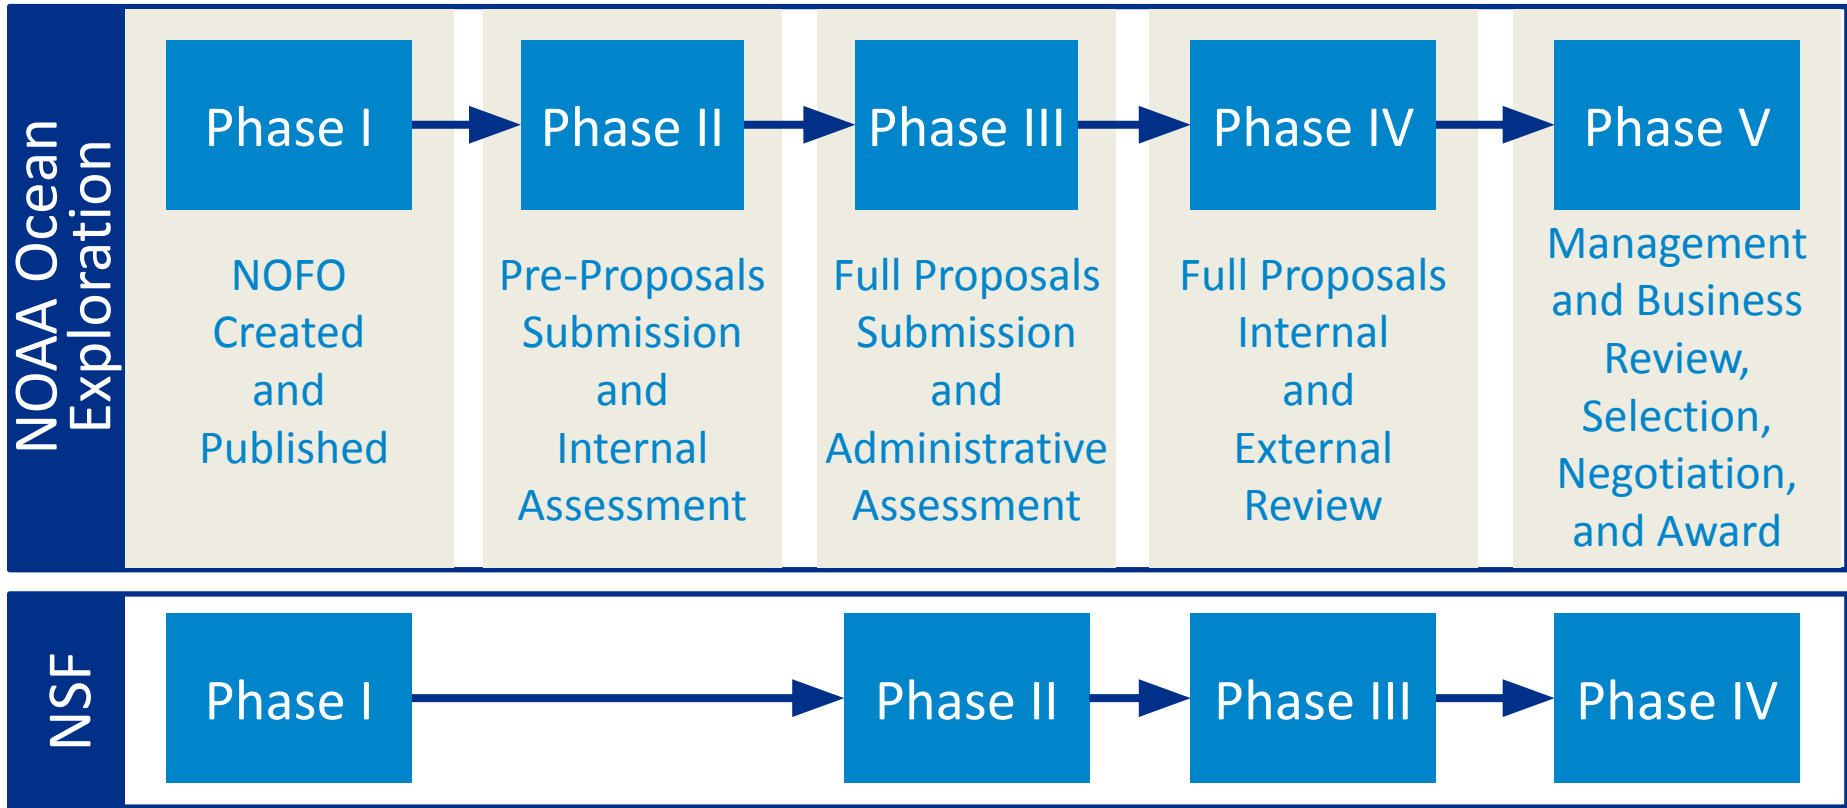 NOAA Ocean
Exploration
Phase I
Phase II
Phase III
Phase IV
Phase V
NOFO
Created
and
Published
Pre-Proposals
Submission
and
Internal
Assessment
Full Proposals
Submission
and
Administrative
Assessment
Full Proposals
Internal
and
External
Review
Management
and Business
Review,
Selection,
Negotiation,
and Award
NSF
Phase I
Phase II
Phase III
Phase IV